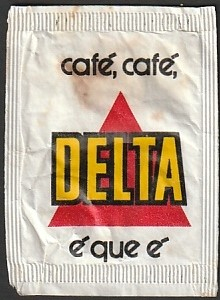 café, café,
DELTA
é que é